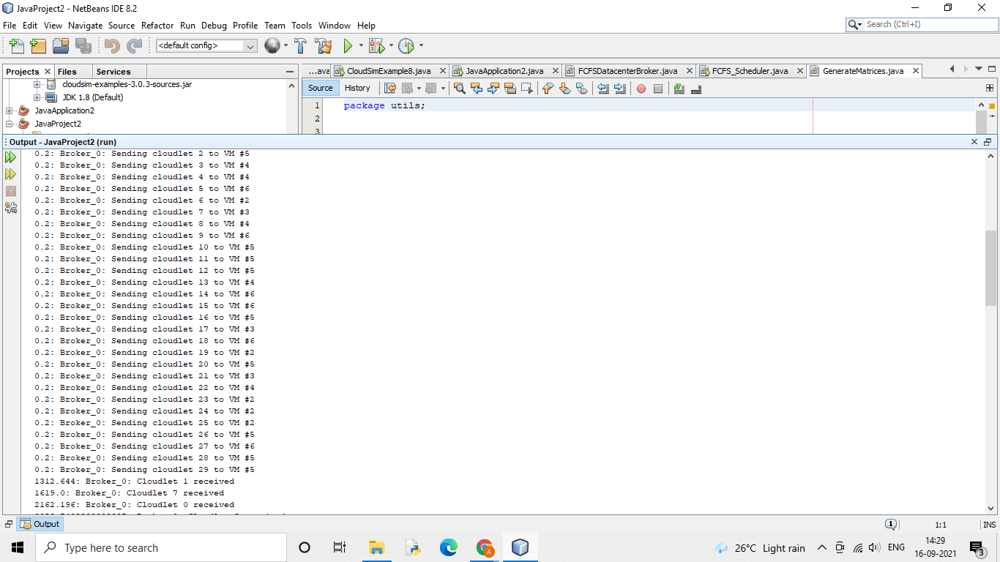 JavaProject2 - NetBeans IDE 8.2
File Edit View Navigate Source Refactor Run Debug Profile Team Tools Window Help
Search (Ctrl+I)
<default config>
Projects Files Services
...ava CloudSimExample8.java JavaApplication2.java FCFSDatacenterBroker.java FCFS_Scheduler.java GenerateMatrices.java
cloudsim-examples-3.0.3-sources.jar
JDK 1.8 (Default)
JavaApplication2
JavaProject2
Source History
1 package utils;
2
3
Output - JavaProject2 (run)
0.2: Broker_0: Sending cloudlet 2 to VM #5
0.2: Broker_0: Sending cloudlet 3 to VM #4
0.2: Broker_0: Sending cloudlet 4 to VM #4
0.2: Broker_0: Sending cloudlet 5 to VM #6
0.2: Broker_0: Sending cloudlet 6 to VM #2
0.2: Broker_0: Sending cloudlet 7 to VM #3
0.2: Broker_0: Sending cloudlet 8 to VM #4
0.2: Broker_0: Sending cloudlet 9 to VM #6
0.2: Broker_0: Sending cloudlet 10 to VM #5
0.2: Broker_0: Sending cloudlet 11 to VM #5
0.2: Broker_0: Sending cloudlet 12 to VM #5
0.2: Broker_0: Sending cloudlet 13 to VM #4
0.2: Broker_0: Sending cloudlet 14 to VM #6
0.2: Broker_0: Sending cloudlet 15 to VM #6
0.2: Broker_0: Sending cloudlet 16 to VM #5
0.2: Broker_0: Sending cloudlet 17 to VM #3
0.2: Broker_0: Sending cloudlet 18 to VM #6
0.2: Broker_0: Sending cloudlet 19 to VM #2
0.2: Broker_0: Sending cloudlet 20 to VM #5
0.2: Broker_0: Sending cloudlet 21 to VM #3
0.2: Broker_0: Sending cloudlet 22 to VM #4
0.2: Broker_0: Sending cloudlet 23 to VM #2
0.2: Broker_0: Sending cloudlet 24 to VM #2
0.2: Broker_0: Sending cloudlet 25 to VM #2
0.2: Broker_0: Sending cloudlet 26 to VM #5
0.2: Broker_0: Sending cloudlet 27 to VM #6
0.2: Broker_0: Sending cloudlet 28 to VM #5
0.2: Broker_0: Sending cloudlet 29 to VM #5
1312.644: Broker_0: Cloudlet 1 received
1619.0: Broker_0: Cloudlet 7 received
2162.196: Broker_0: Cloudlet 0 received
Output
1 1:1 INS
Type here to search
26°C Light rain
ENG
14:29
16-09-2021
3